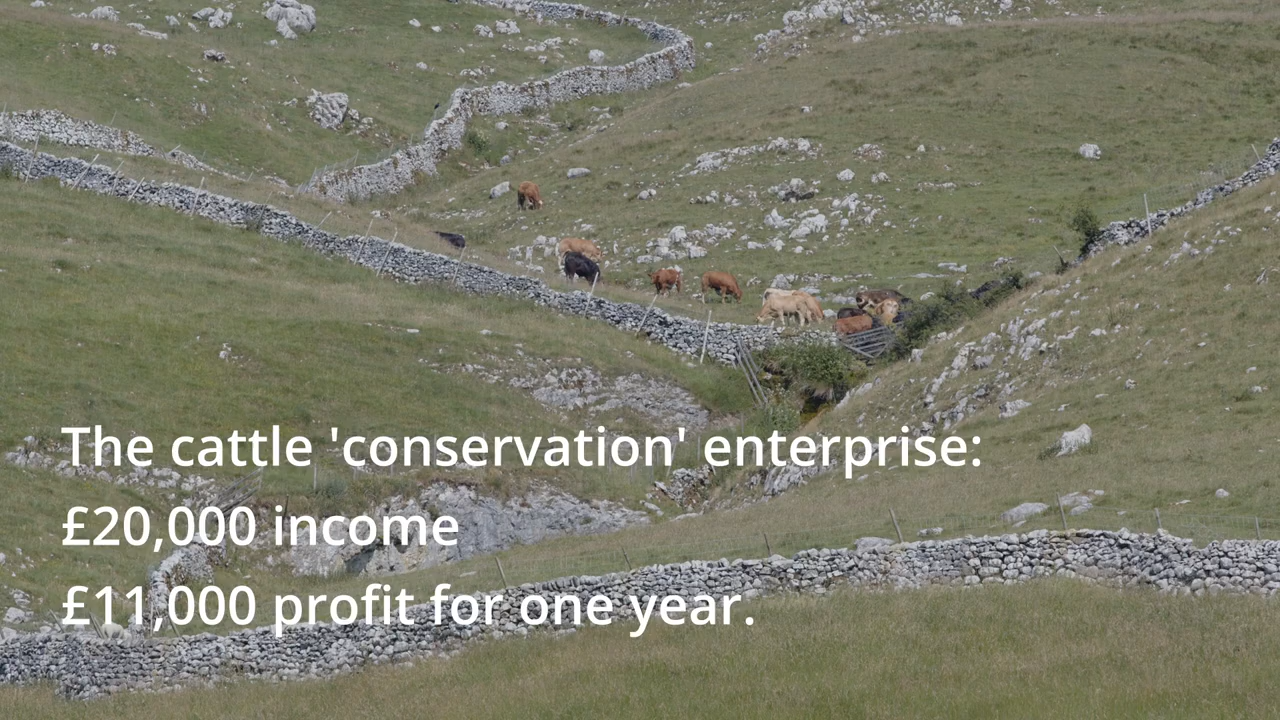 The cattle 'conservation' enterprise:
£20,000 income
£11,000 profit for one year.